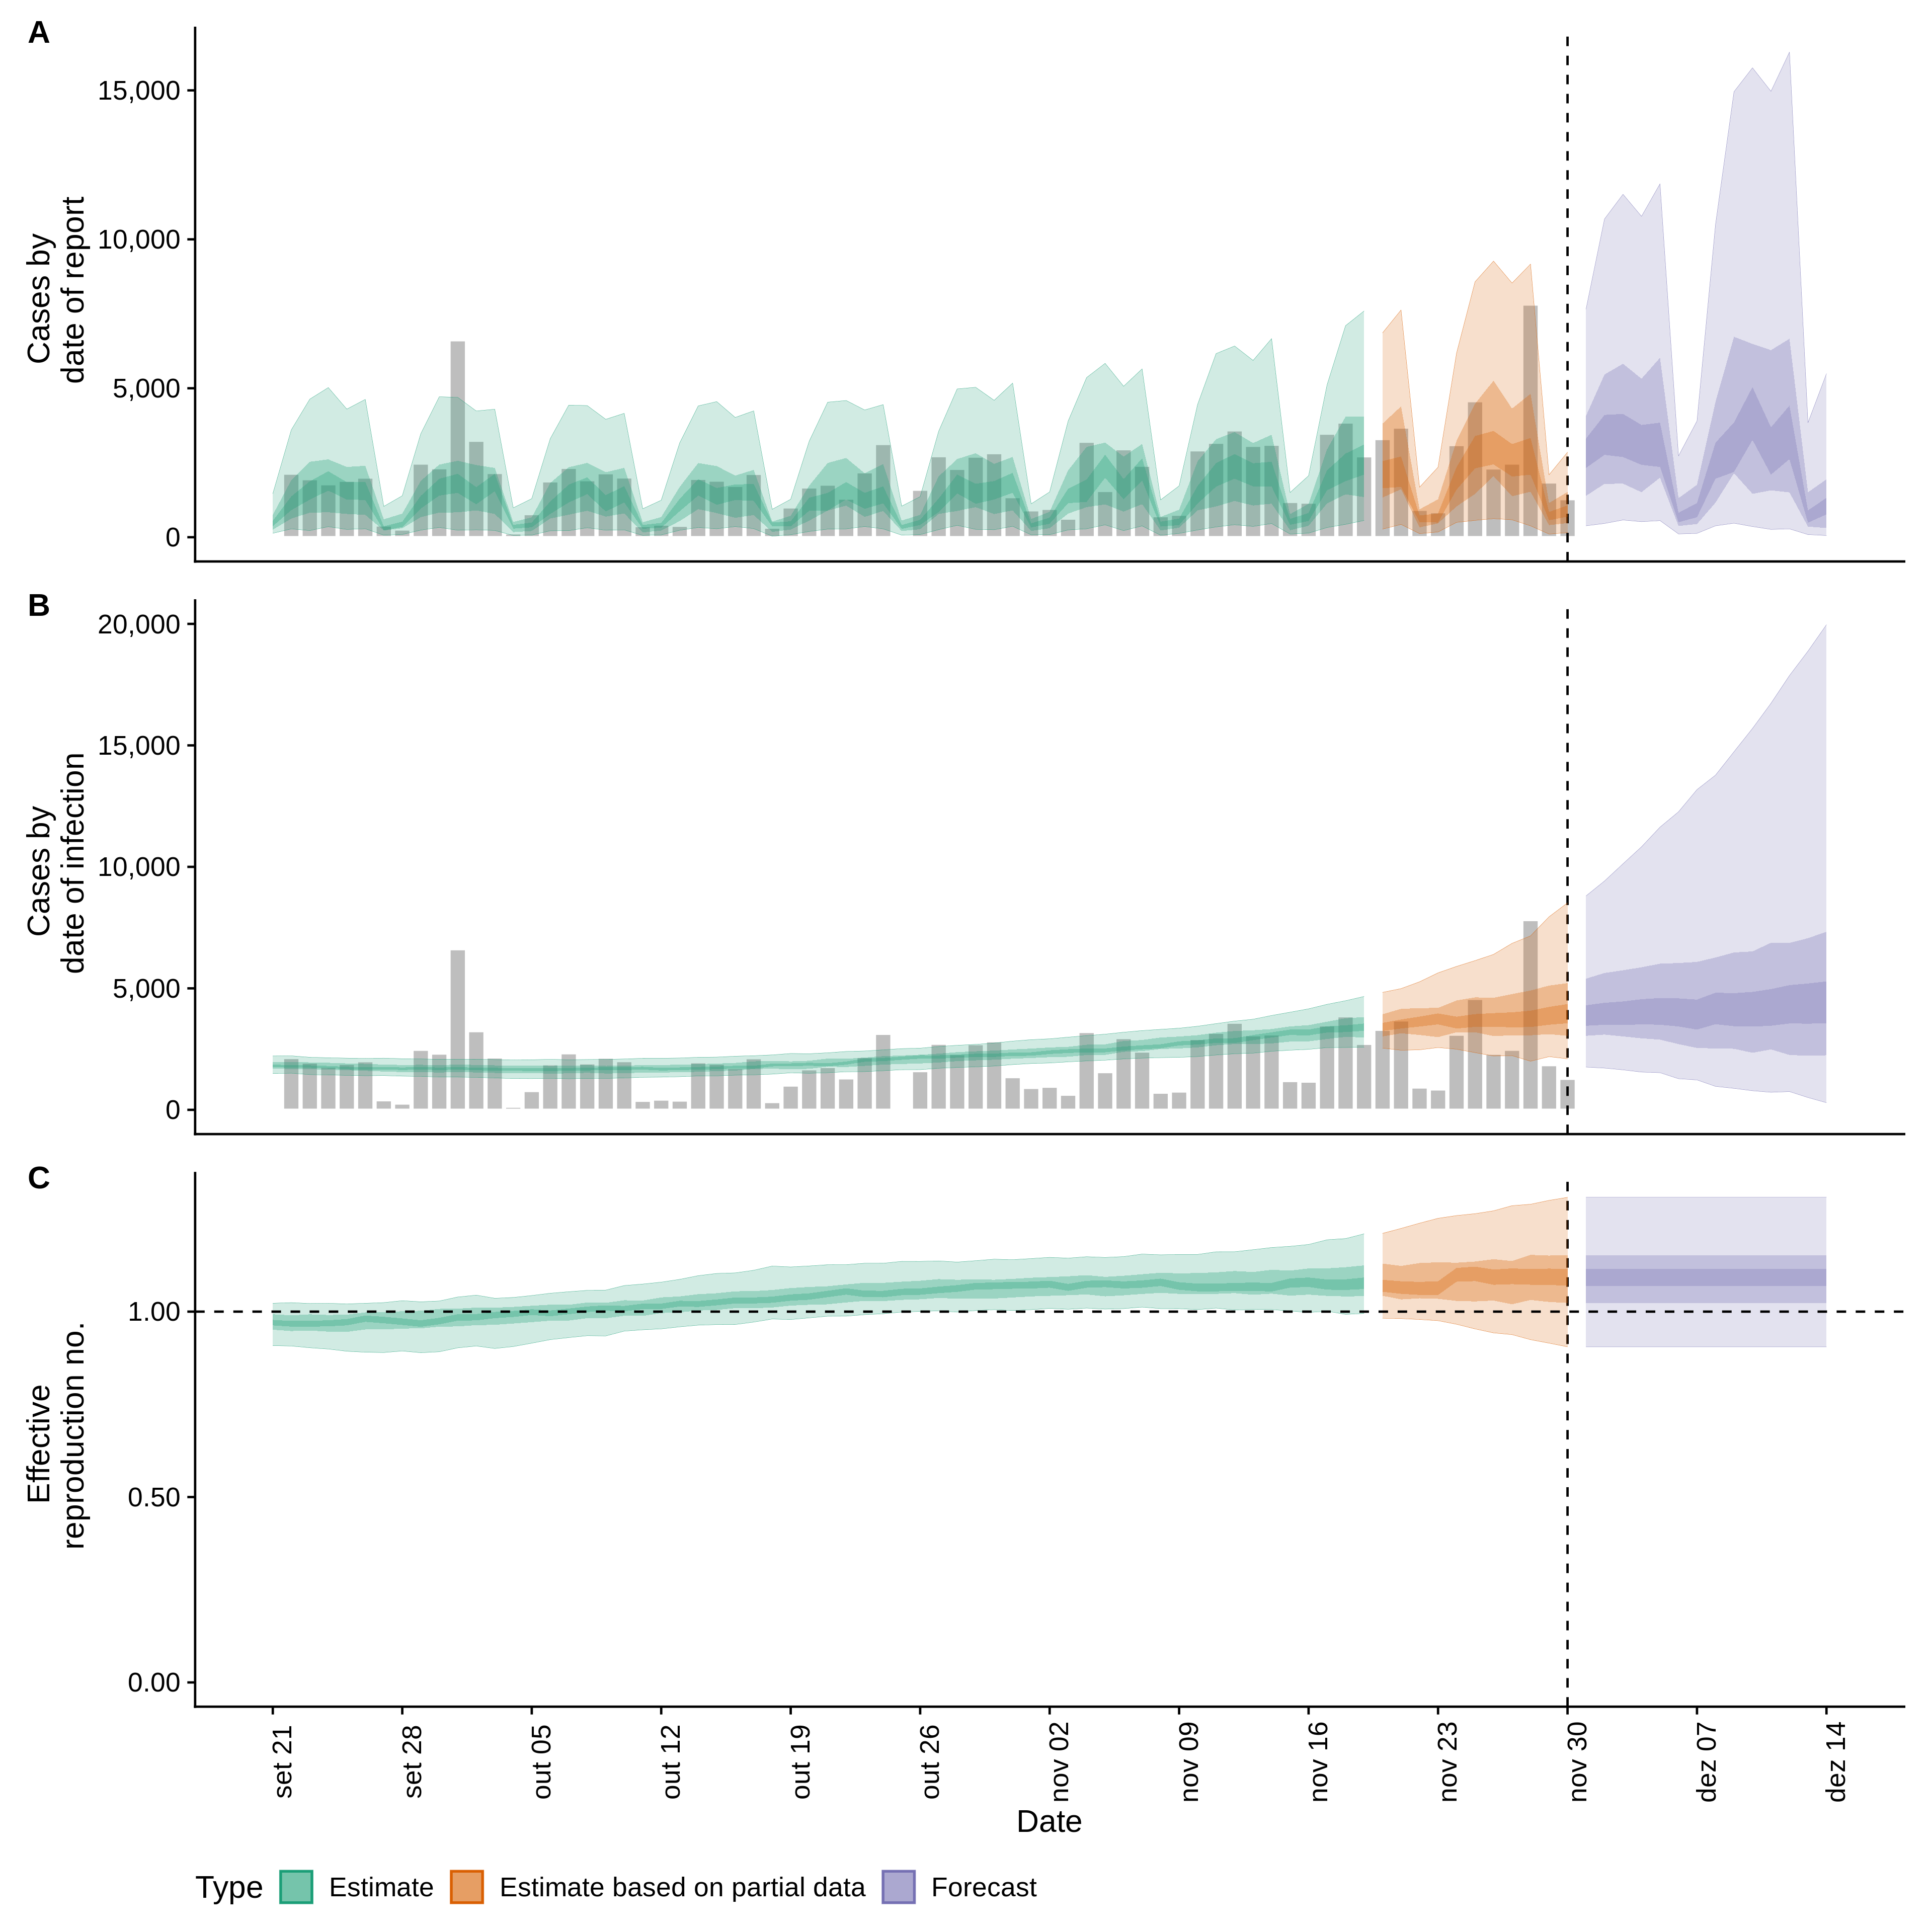 A
15,000
10,000
5,000
0
Cases by
date of report
B
20,000
15,000
10,000
5,000
0
Cases by
date of infection
C
1.00
0.50
0.00
Effective
reproduction no.
set 21
set 28
out 05
out 12
out 19
out 26
nov 02
nov 09
nov 16
nov 23
nov 30
dez 07
dez 14
Date
Type Estimate Estimate based on partial data Forecast